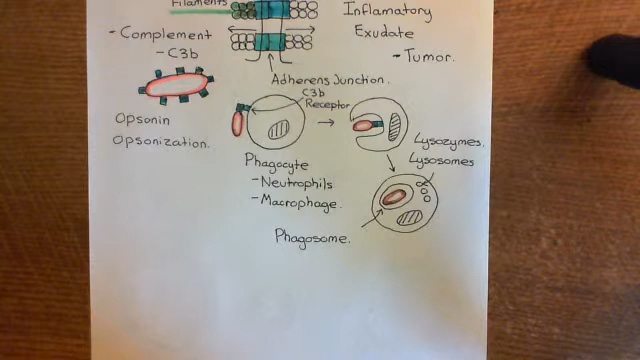 Filaments
Inflamatory
Exudate
- Tumor.
- Complement
- C3b
Adherens Junction.
C3b
Receptor
Opsonin
Opsonization.
Phagocyte
- Neutrophils
- Macrophage.
Lysozymes.
Lysosomes
Phagosome.